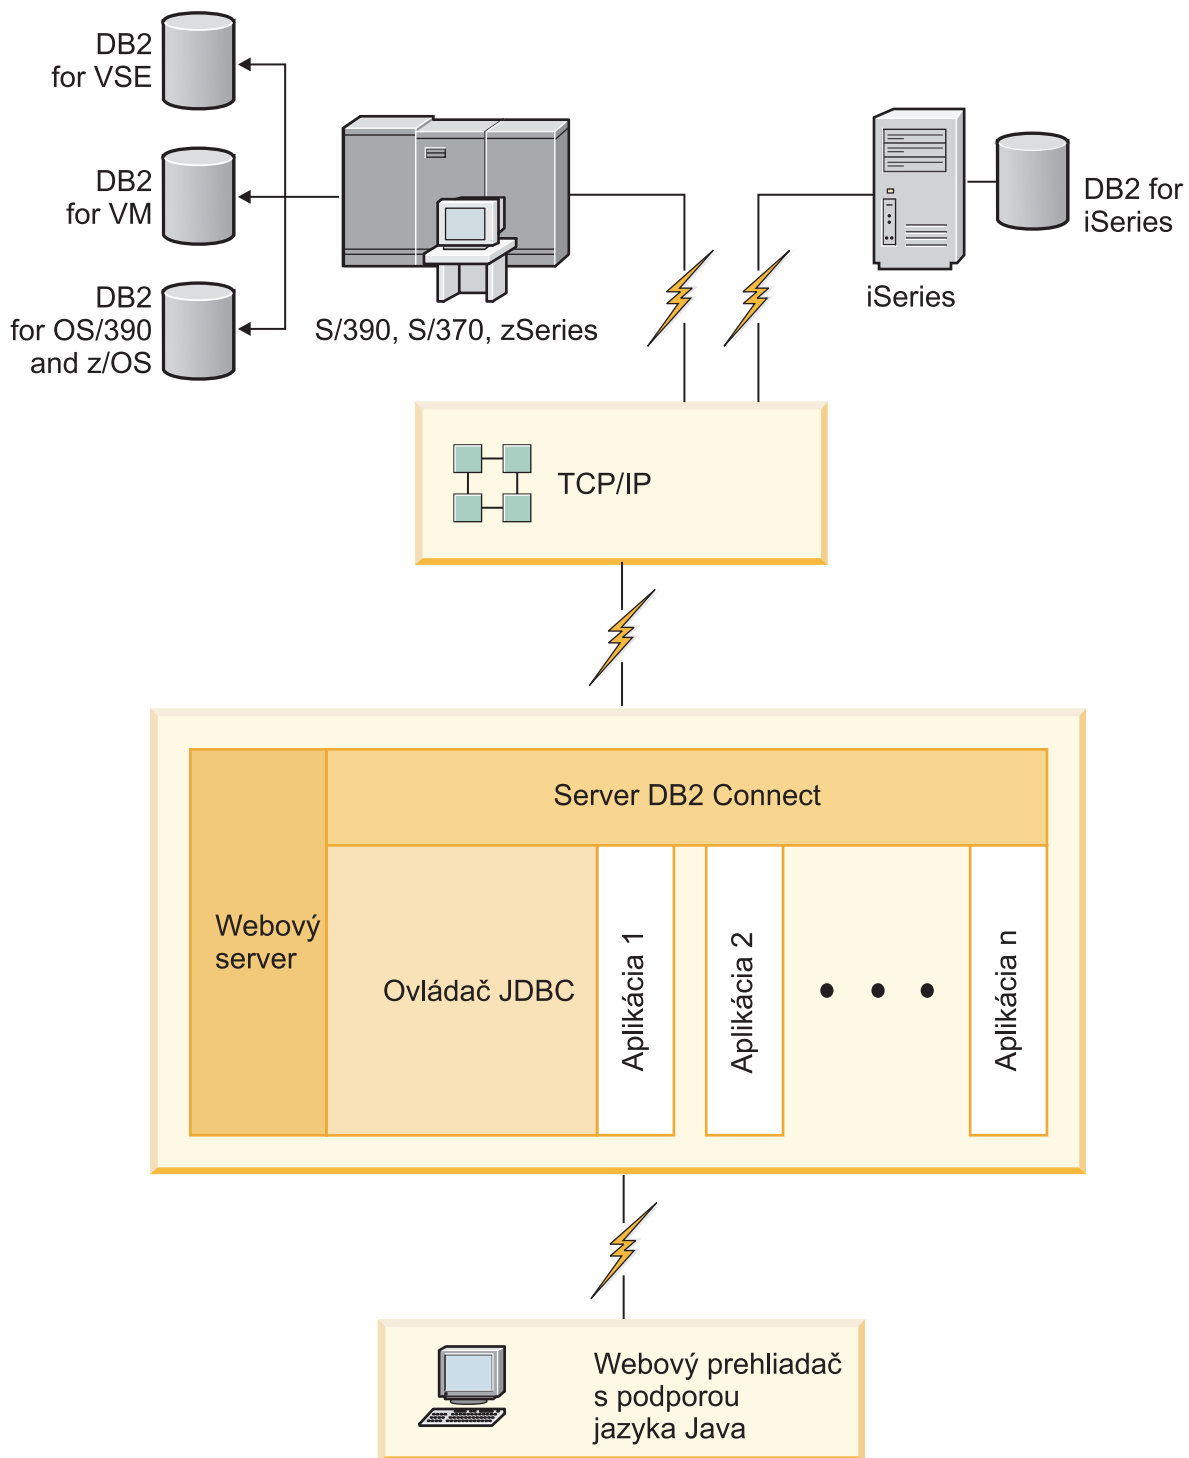 DB2
for VSE
DB2
for VM
DB2
for OS/390
and z/OS
S/390, S/370, zSeries
iSeries
DB2 for
iSeries
TCP/IP
Server DB2 Connect
Webový
server
Ovládač JDBC
Aplikácia 1
Aplikácia 2
Aplikácia n
Webový prehliadač
s podporou
jazyka Java